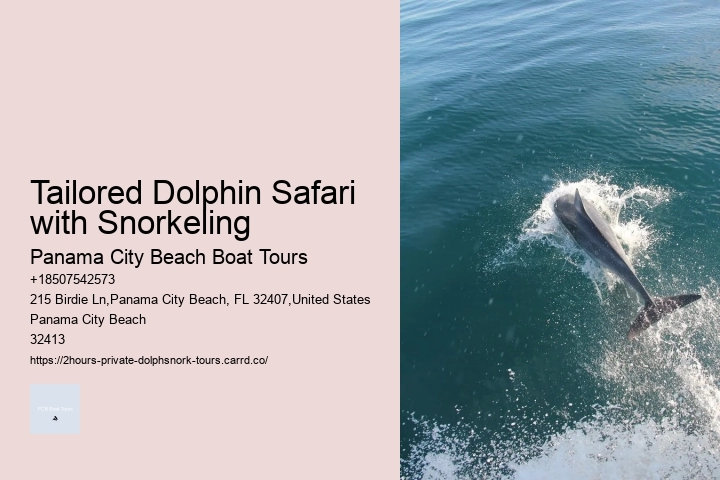 Tailored Dolphin Safari
with Snorkeling
Panama City Beach Boat Tours
+18507542573
215 Birdie Ln,Panama City Beach, FL 32407,United States
Panama City Beach
32413
https://2hours-private-dolphsnork-tours.carrd.co/